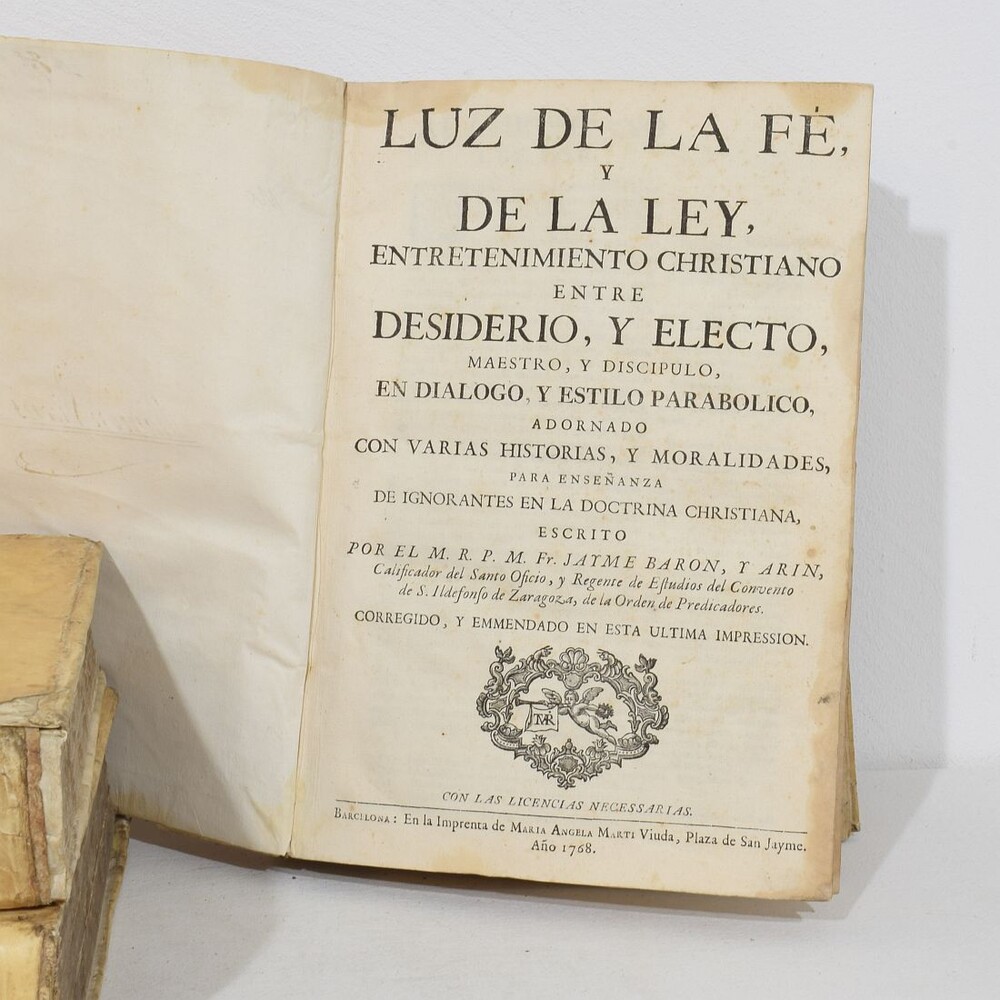 LUZ DE LA FÈ,
Y
DE LA LEY,
ENTRETENIMIENTO CHRISTIANO
ENTRE
DESIDERIO, Y ELECTO,
MAESTRO, Y DISCIPULO,
EN DIALOGO, Y ESTILO PARABOLICO,
ADORNADO
CON VARIAS HISTORIAS, Y MORALIDADES,
PARA ENSEÑANZA
DE IGNORANTES EN LA DOCTRINA CHRISTIANA,
ESCRITO
POR EL M. R. P. M. Fr. JAYME BARON, Y ARIN,
Calificador del Santo Oficio, y Regente de Eſtudios del Convento
de S. Ildefonſo de Zaragoza, de la Orden de Predicadores.
CORREGIDO, Y EMMENDADO EN ESTA ULTIMA IMPRESSION.
CON LAS LICENCIAS NECESSARIAS.
BARCELONA: En la Imprenta de MARIA ANGELA MARTI Viuda, Plaza de San Jayme.
Año 1768.